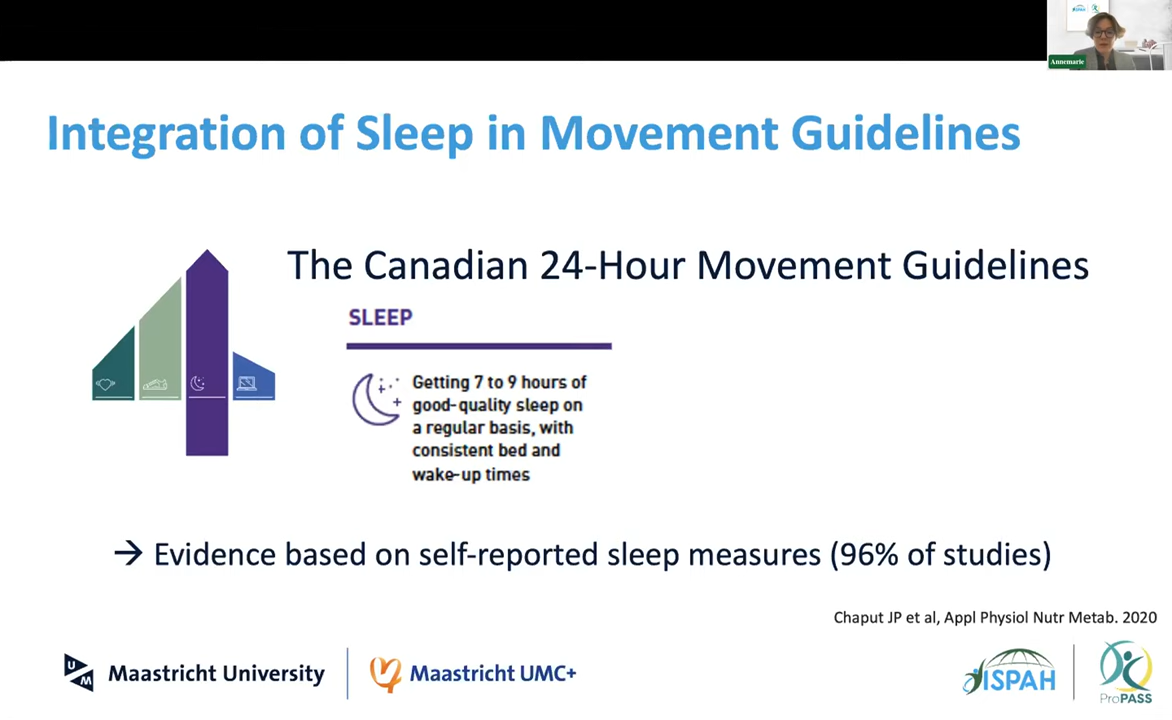 ISPAH
Annemarie
Integration of Sleep in Movement Guidelines
The Canadian 24-Hour Movement Guidelines
SLEEP
Getting 7 to 9 hours of
good-quality sleep on
a regular basis, with
consistent bed and
wake-up times
→ Evidence based on self-reported sleep measures (96% of studies)
Chaput JP et al, Appl Physiol Nutr Metab. 2020
UM Maastricht University
Maastricht UMC+
ISPAH
ProPASS